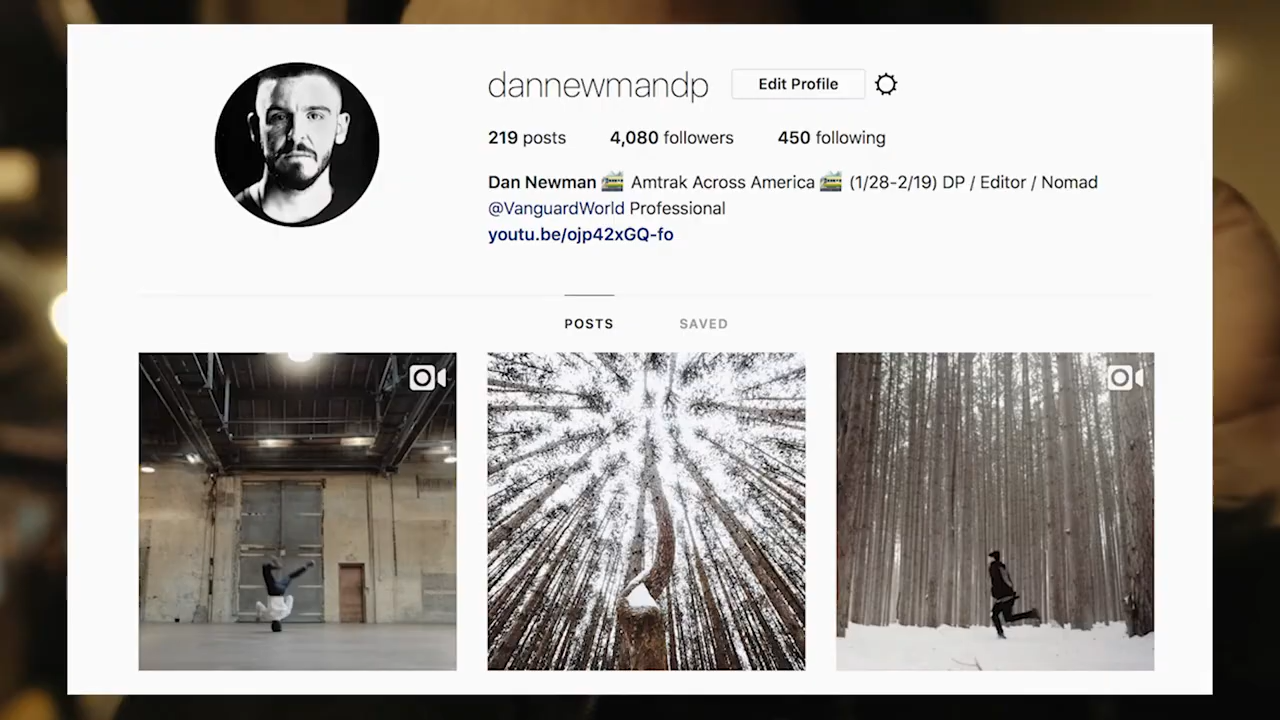 dannewmandp Edit Profile
219 posts 4,080 followers 450 following
Dan Newman 🚞 Amtrak Across America 🚞 (1/28-2/19) DP / Editor / Nomad
@VanguardWorld Professional
youtu.be/ojp42xGQ-fo
POSTS SAVED